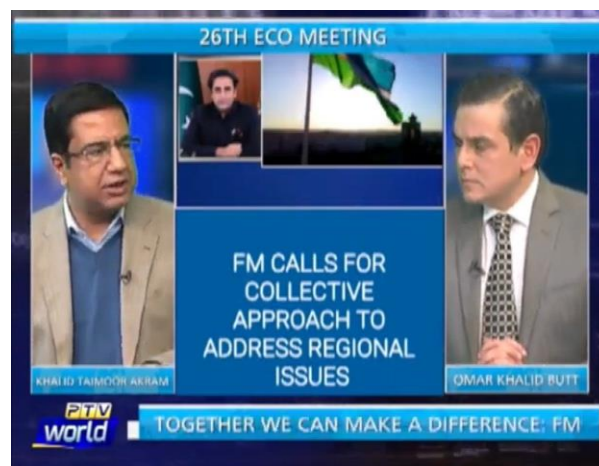 26TH ECO MEETING
FM CALLS FOR
COLLECTIVE
APPROACH TO
ADDRESS REGIONAL
ISSUES
KHALID TAIMOOR AKRAM
OMAR KHALID BUTT
PTV
world
TOGETHER WE CAN MAKE A DIFFERENCE: FM